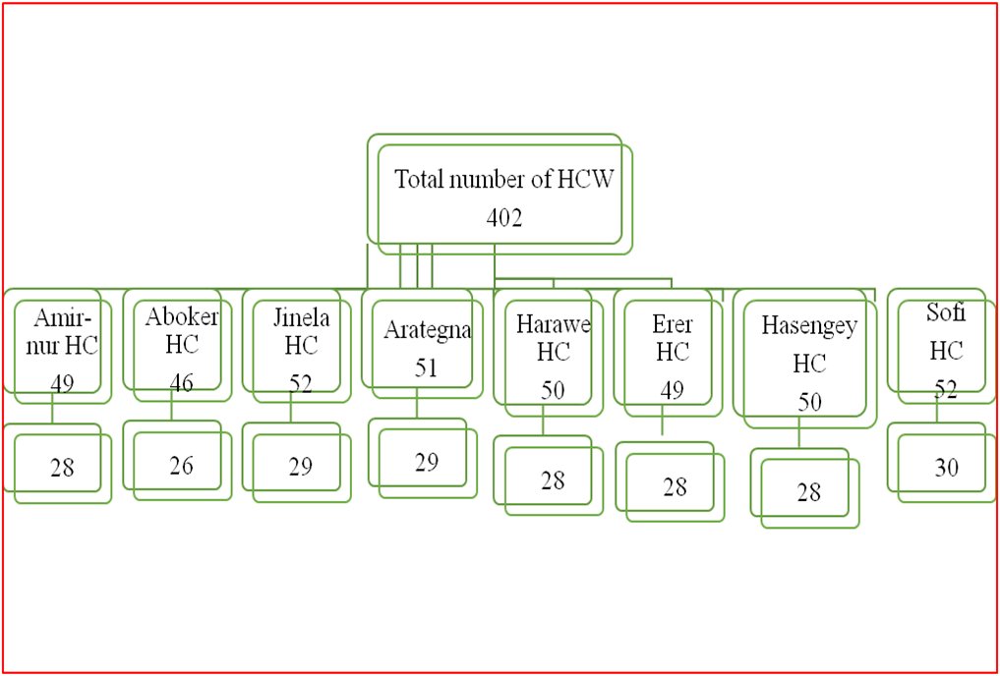 Total number of HCW
402
Amir-
nur HC
49
Aboker
HC
46
Jinela
HC
52
Arategna
51
Harawe
HC
50
Erer
HC
49
Hasengey
HC
50
Sofi
HC
52
28
26
29
29
28
28
28
30